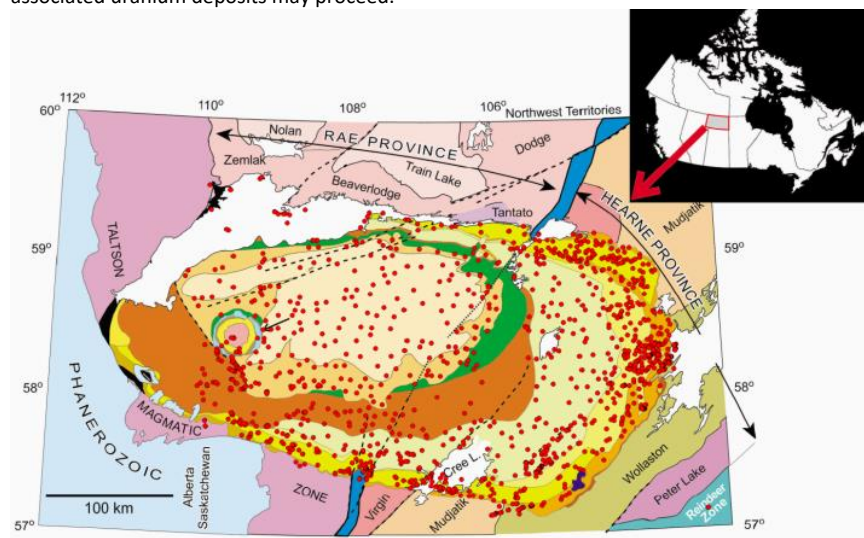 associated uranium deposits may proceed.
112°
60°
110°
108°
106°
Northwest Territories
Nolan
RAE PROVINCE
Dodge
Zemlak
Train Lake
Beaverlodge
Tantato
Mudjatik
HEARNE PROVINCE
TALTSON
59°
59°
58°
58°
PHANEROZOIC
MAGMATIC
Alberta
Saskatchewan
ZONE
Virgin
Cree L.
Mudjatik
Wollaston
Peter Lake
Reindeer
Zone
100 km
57°
57°